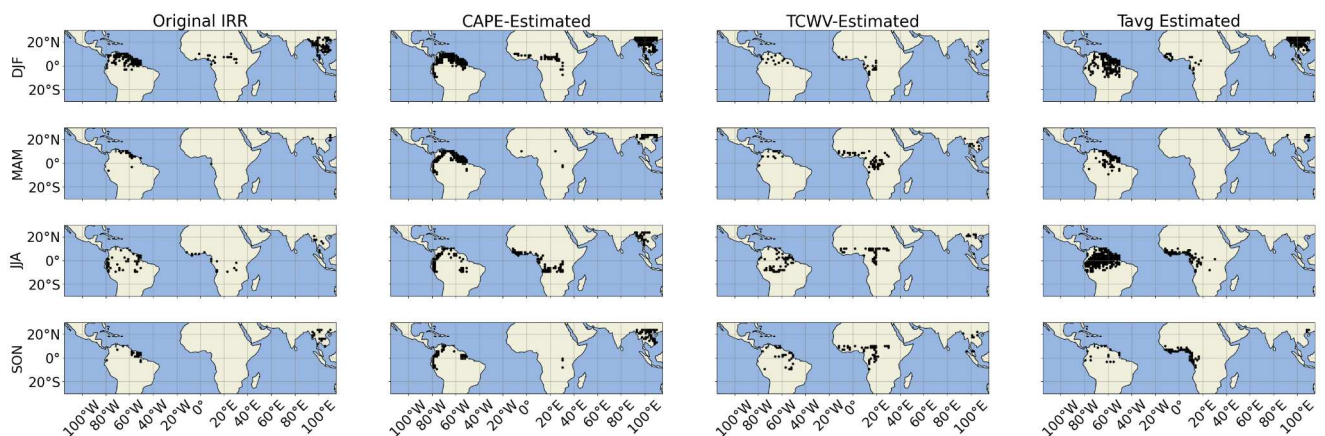 Original IRR CAPE-Estimated TCWV-Estimated Tavg Estimated
DJF 20°N 0° 20°S
MAM 20°N 0° 20°S
JJA 20°N 0° 20°S
SON 20°N 0° 20°S
100°W 80°W 60°W 40°W 20°W 0° 20°E 40°E 60°E 80°E 100°E 100°W 80°W 60°W 40°W 20°W 0° 20°E 40°E 60°E 80°E 100°E 100°W 80°W 60°W 40°W 20°W 0° 20°E 40°E 60°E 80°E 100°E 100°W 80°W 60°W 40°W 20°W 0° 20°E 40°E 60°E 80°E 100°E